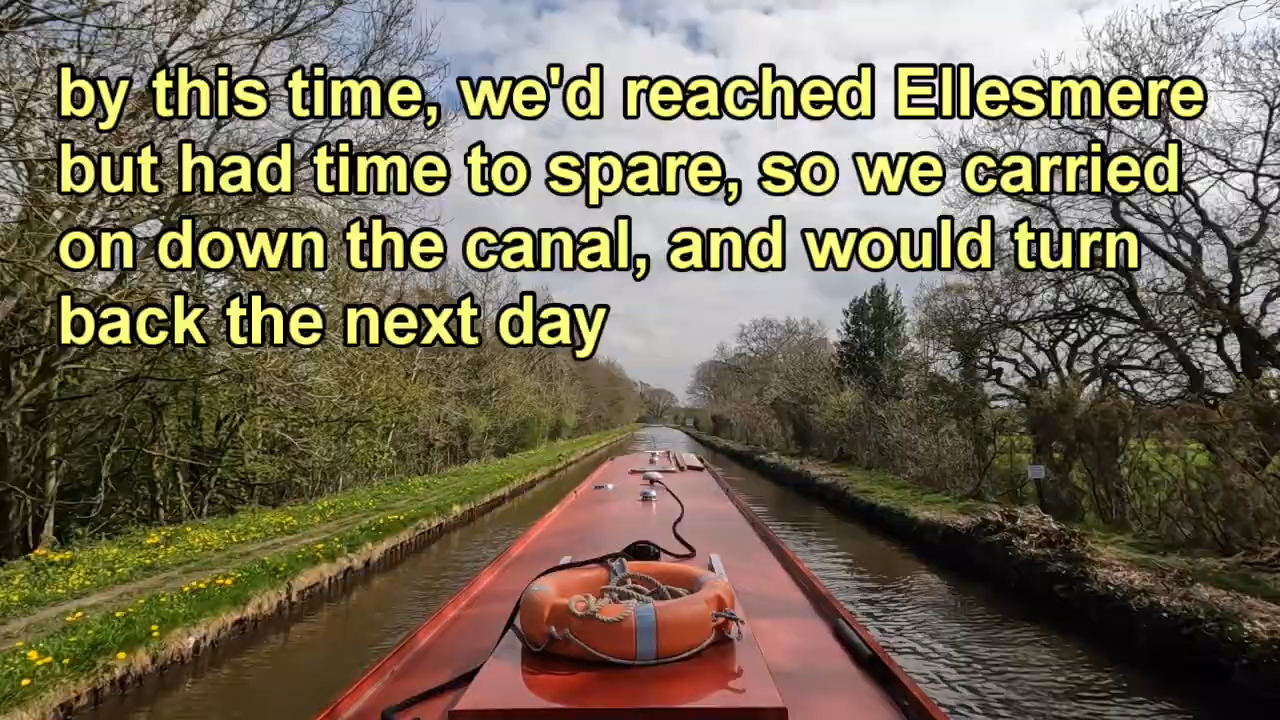 by this time, we'd reached Ellesmere
but had time to spare, so we carried
on down the canal, and would turn
back the next day